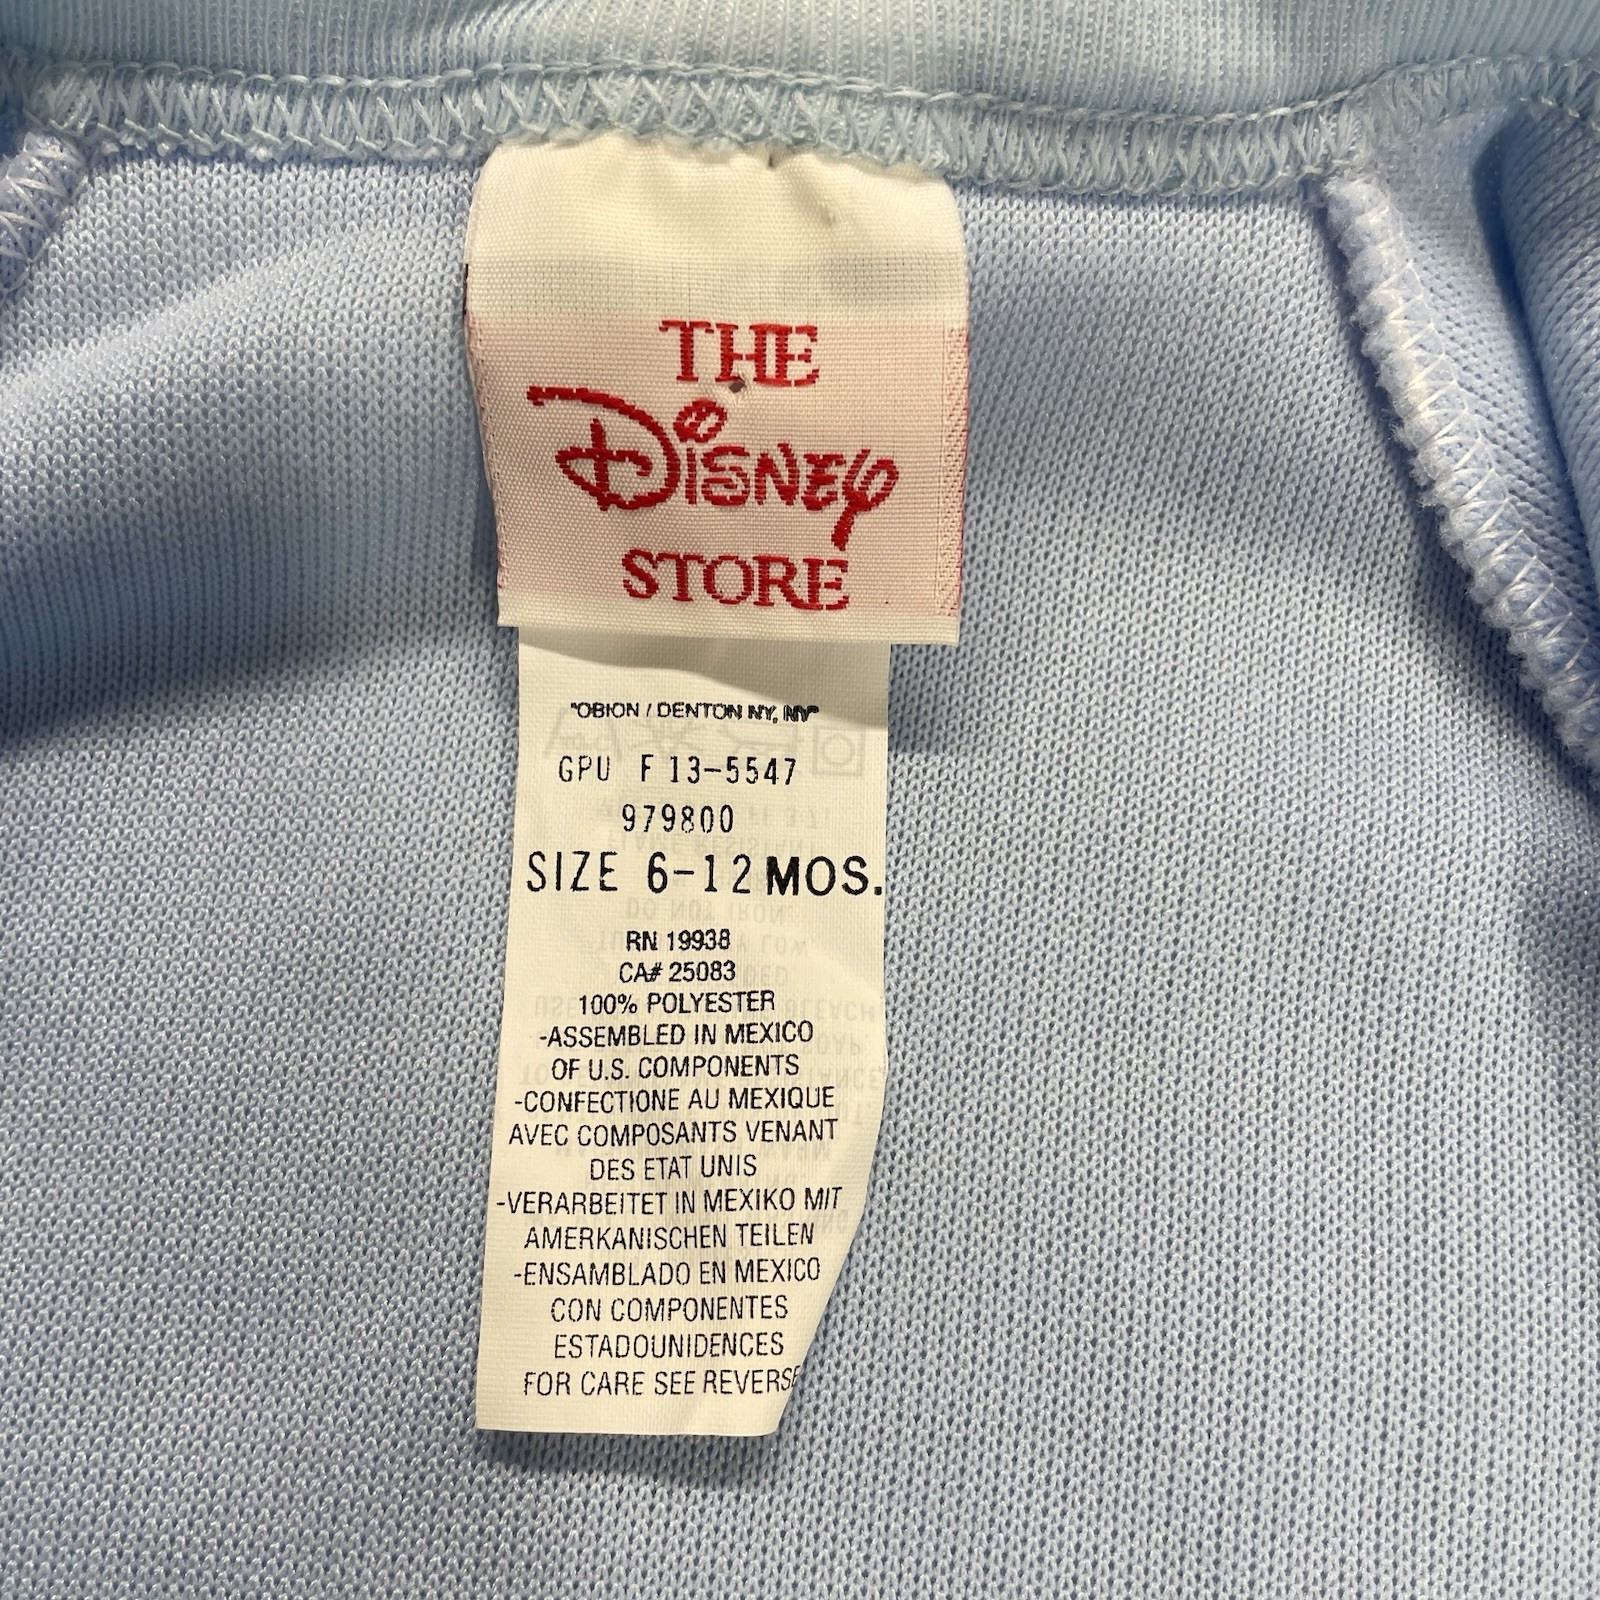 THE
DISNEY
STORE
"OBION / DENTON NY, NY"
GPU F 13-5547
979800
SIZE 6-12 MOS.
RN 19938
CA# 25083
100% POLYESTER
-ASSEMBLED IN MEXICO
OF U.S. COMPONENTS
-CONFECTIONE AU MEXIQUE
AVEC COMPOSANTS VENANT
DES ETAT UNIS
-VERARBEITET IN MEXIKO MIT
AMERKANISCHEN TEILEN
-ENSAMBLADO EN MEXICO
CON COMPONENTES
ESTADOUNIDENCES
FOR CARE SEE REVERSE